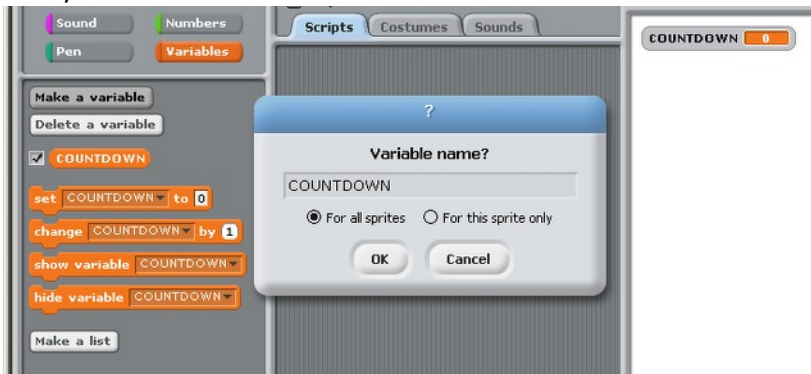 Sound Numbers
Pen Variables
Scripts Costumes Sounds
COUNTDOWN 0
Make a variable
Delete a variable
COUNTDOWN
set COUNTDOWN to 0
change COUNTDOWN by 1
show variable COUNTDOWN
hide variable COUNTDOWN
Make a list
?
Variable name?
COUNTDOWN
For all sprites For this sprite only
OK Cancel